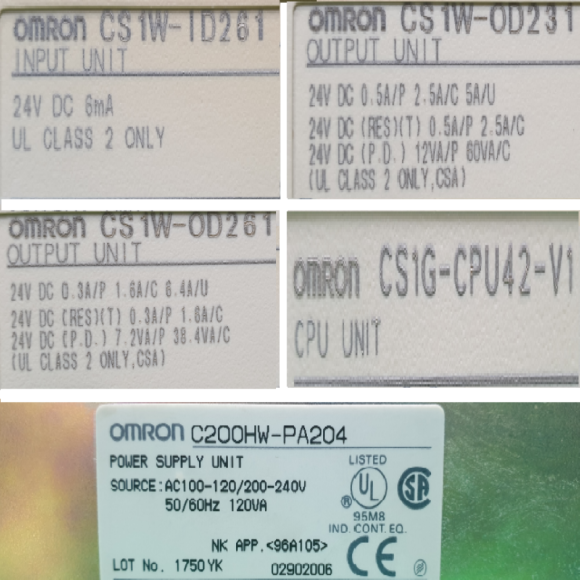 OMRON CS1W-ID261
INPUT UNIT
24V DC 6mA
UL CLASS 2 ONLY
OMRON CS1W-OD231
OUTPUT UNIT
24V DC 0.5A/P 2.5A/C 5A/U
24V DC (RES)(T) 0.5A/P 2.5A/C
24V DC (P.D.) 12VA/P 60VA/C
(UL CLASS 2 ONLY,CSA)
OMRON CS1W-OD261
OUTPUT UNIT
24V DC 0.3A/P 1.6A/C 6.4A/U
24V DC (RES)(T) 0.3A/P 1.6A/C
24V DC (P.D.) 7.2VA/P 38.4VA/C
(UL CLASS 2 ONLY,CSA)
OMRON CS1G-CPU42-V1
CPU UNIT
OMRON C200HW-PA204
POWER SUPPLY UNIT
LISTED
SOURCE:AC100-120/200-240V
UL ® SA
50/60Hz 120VA
95M8
IND. CONT. EQ.
NK APP.<96A105>
CE
LOT No. 1750YK 02902006